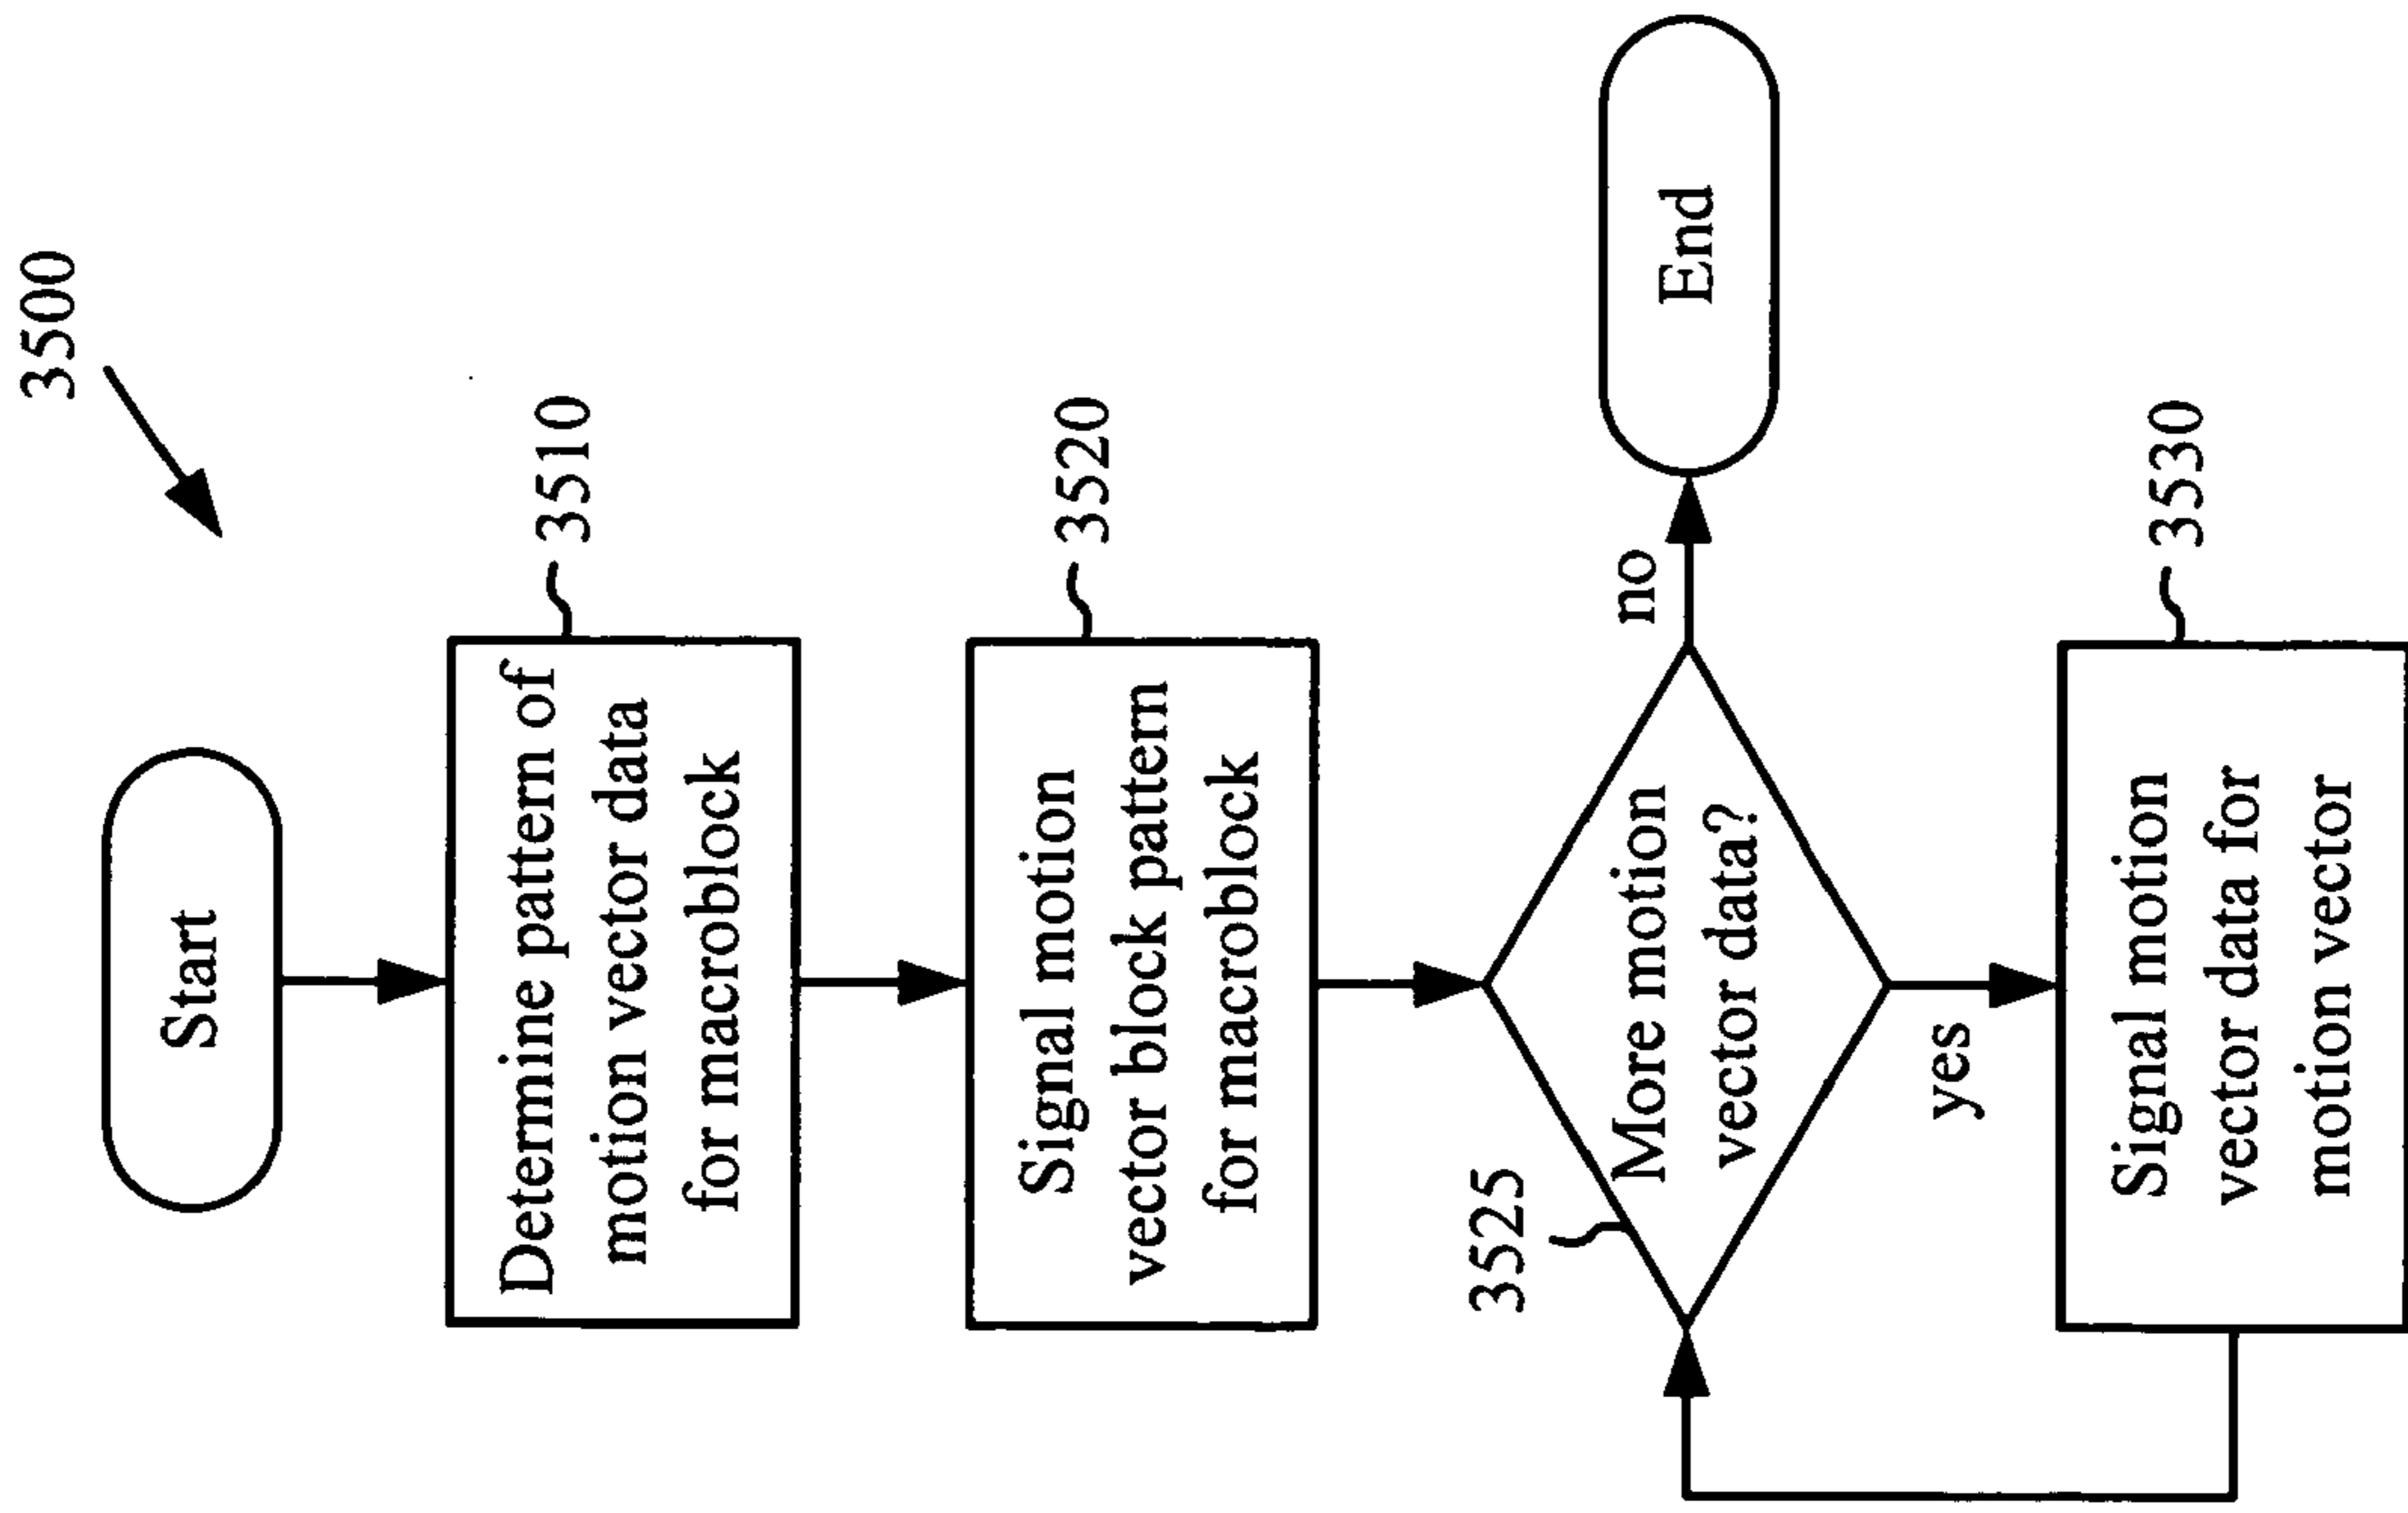 3500
Start
Determine pattern of
motion vector data
for macroblock
3510
Signal motion
vector block pattern
for macroblock
3520
3525
More motion
vector data?
no
End
yes
Signal motion
vector data for
motion vector
3530